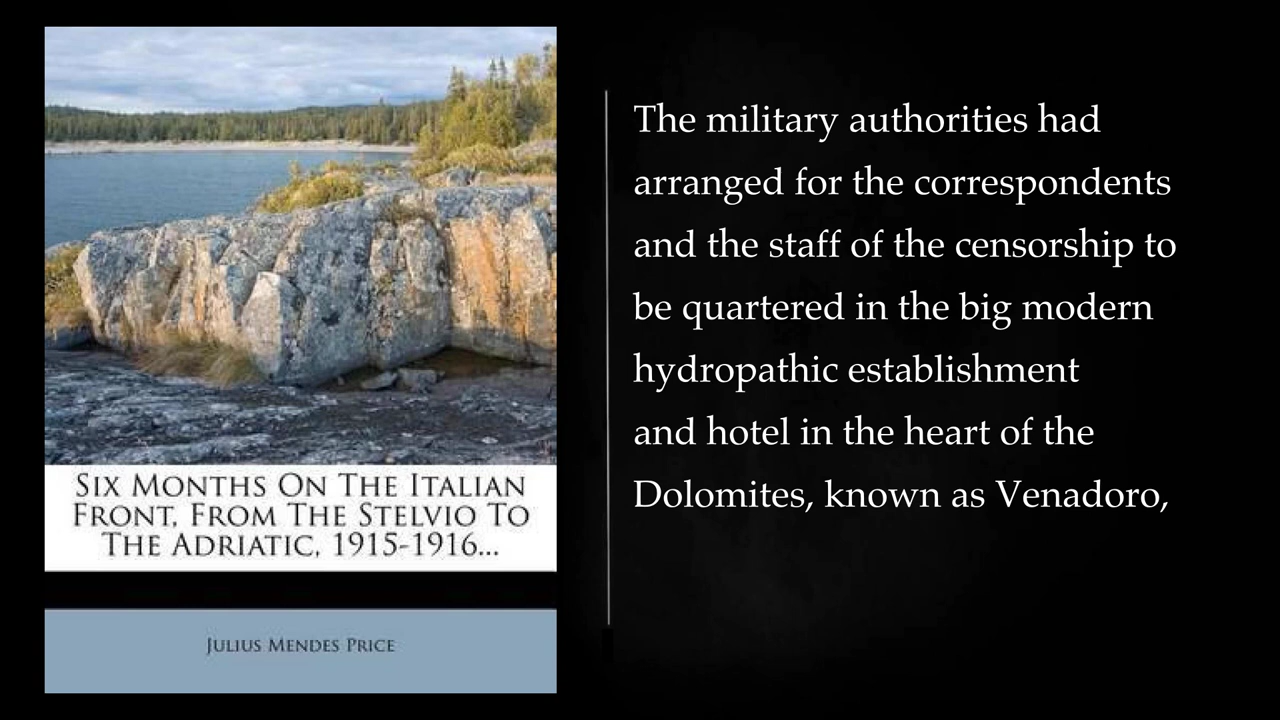 SIX MONTHS ON THE ITALIAN
FRONT, FROM THE STELVIO TO
THE ADRIATIC, 1915-1916...
JULIUS MENDES PRICE
The military authorities had
arranged for the correspondents
and the staff of the censorship to
be quartered in the big modern
hydropathic establishment
and hotel in the heart of the
Dolomites, known as Venadoro,